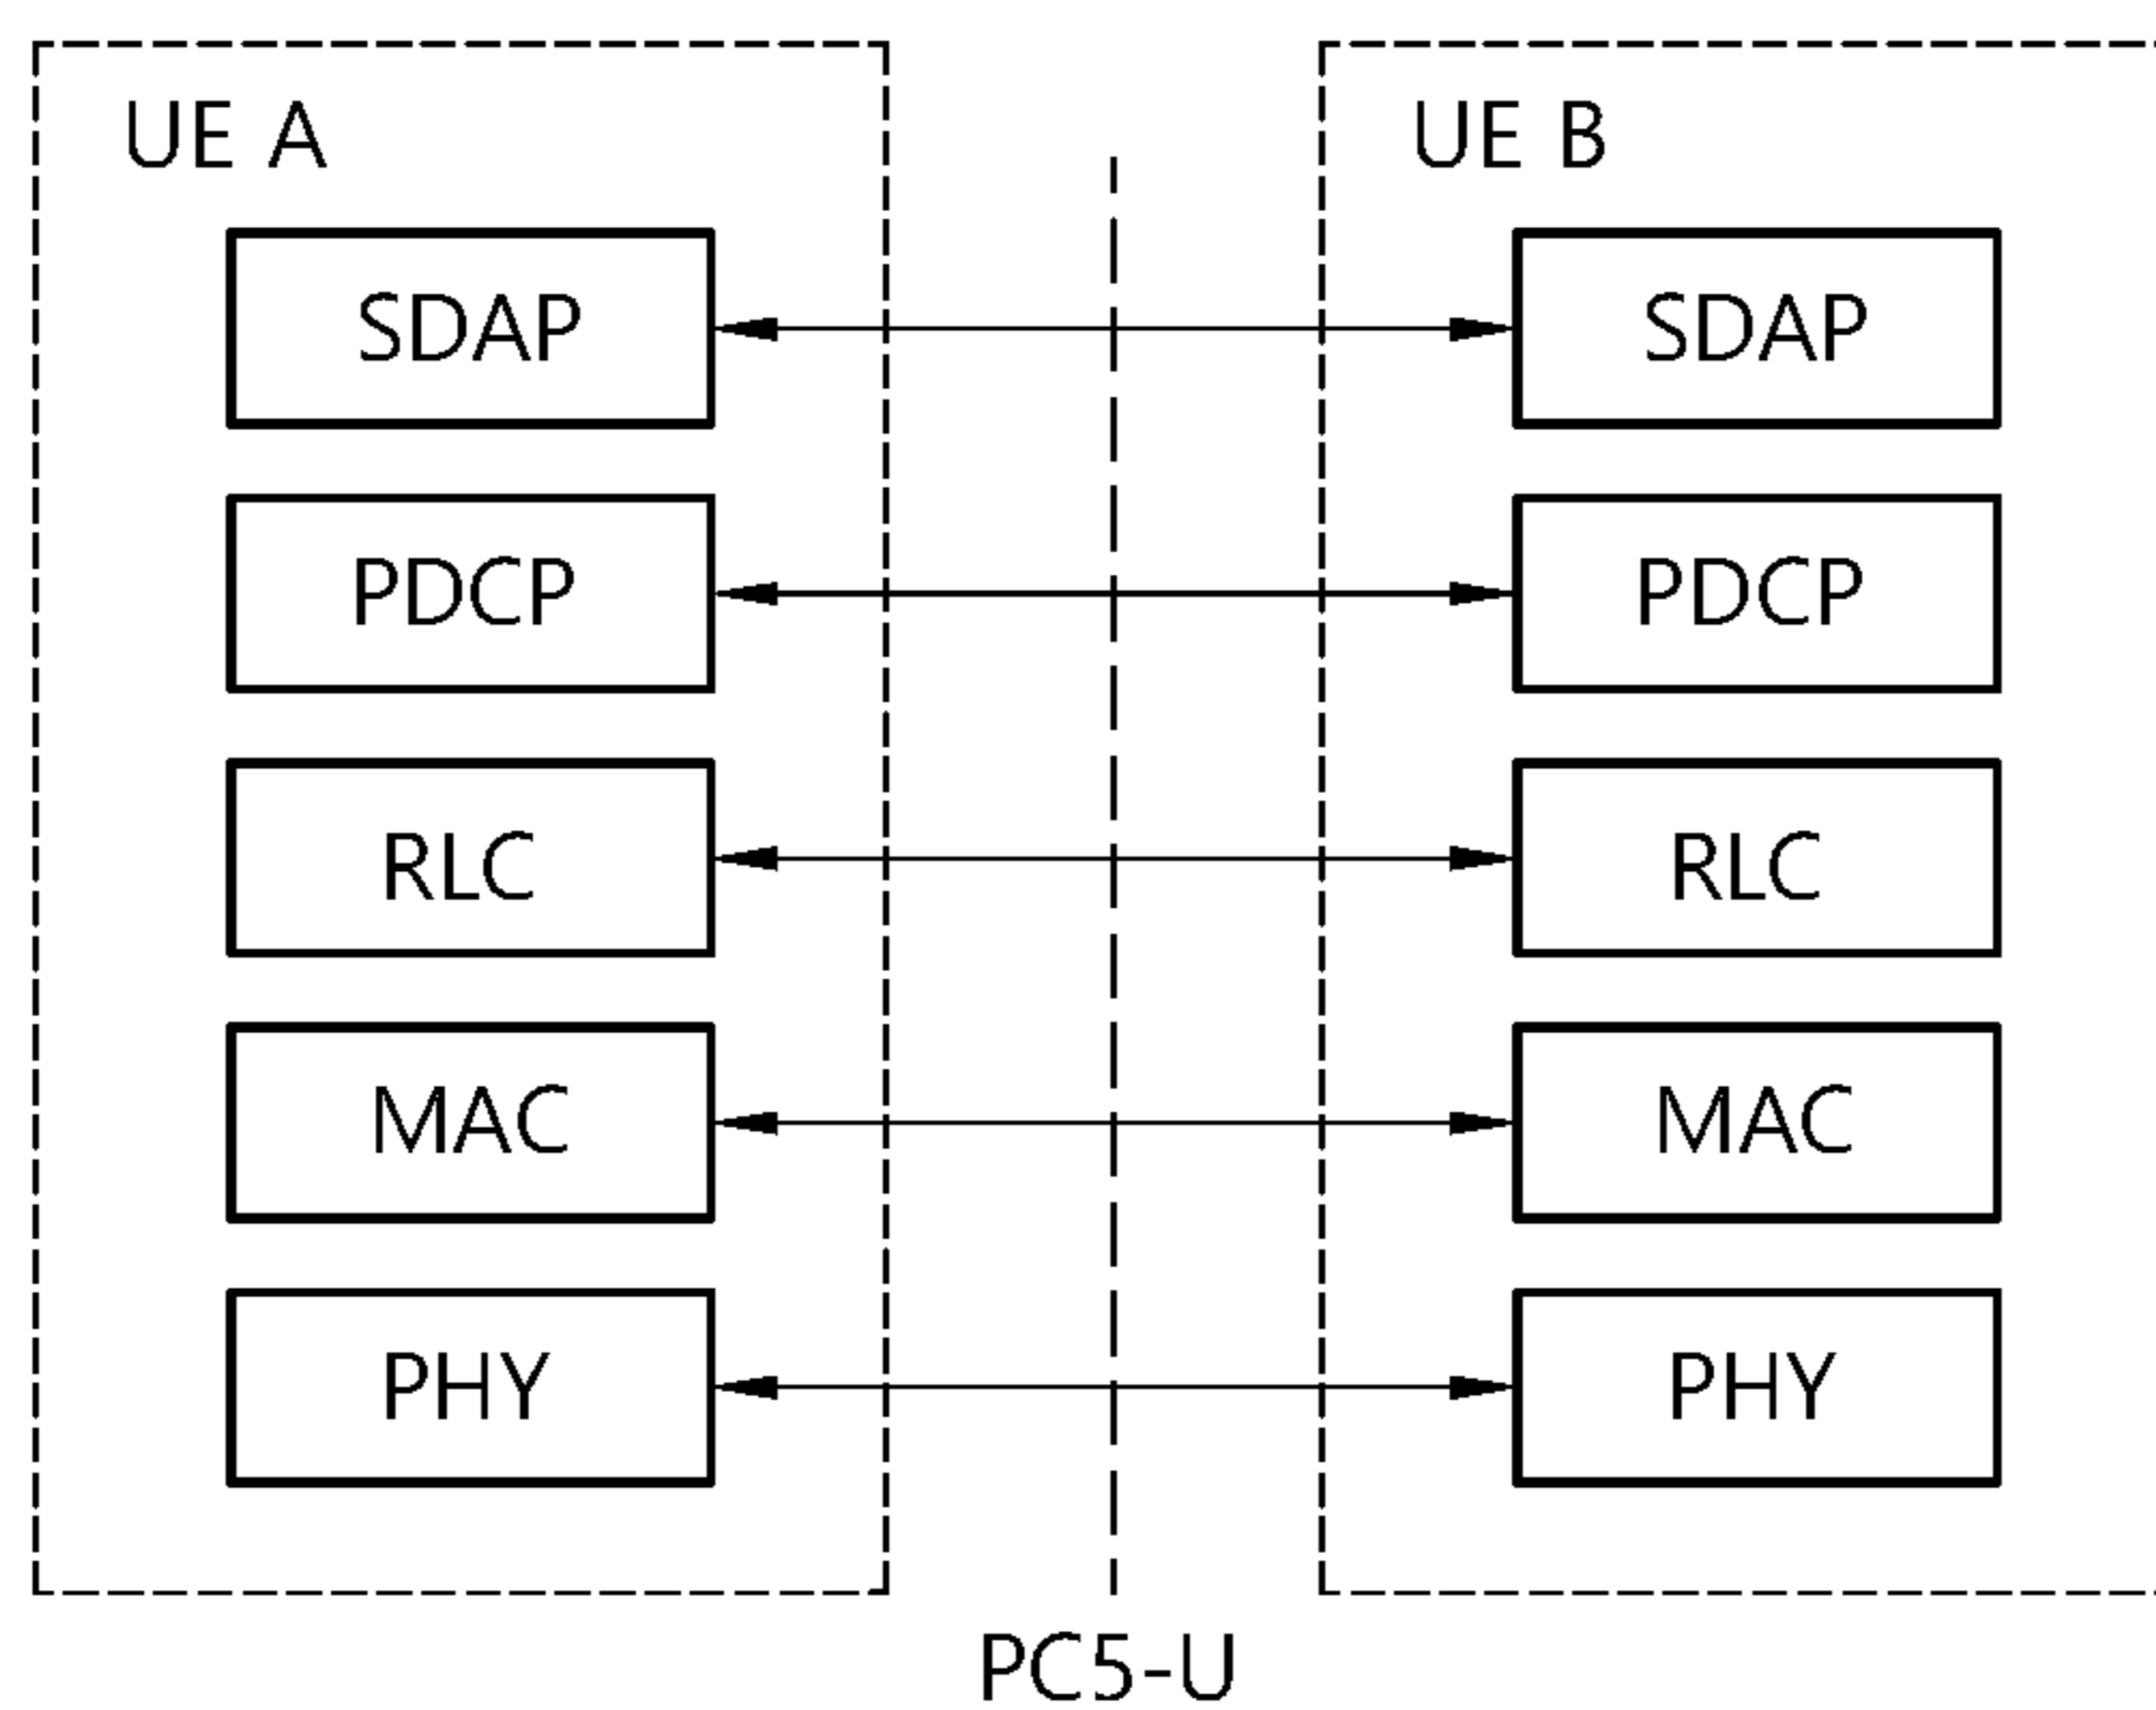 UE A
SDAP
PDCP
RLC
MAC
PHY
UE B
SDAP
PDCP
RLC
MAC
PHY
PC5-U